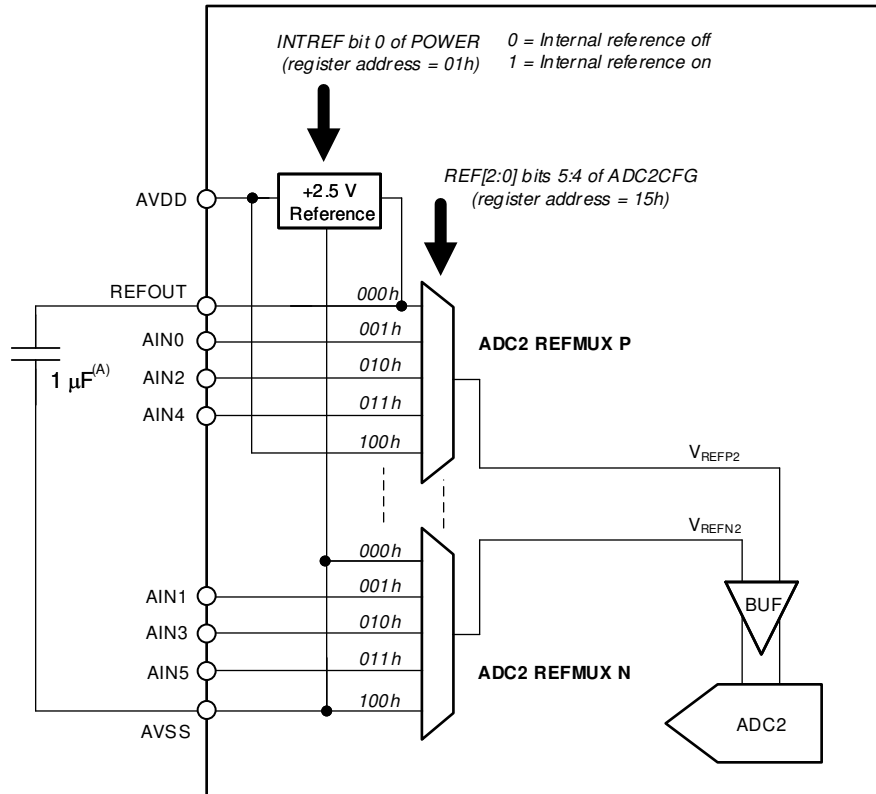 INTREF bit 0 of POWER 0 = Internal reference off
(register address = 01h) 1 = Internal reference on
REF[2:0] bits 5:4 of ADC2CFG
(register address = 15h)
AVDD
+2.5 V
Reference
REFOUT
000h
AIN0
001h
ADC2 REFMUX P
1 μF(A)
AIN2
010h
AIN4
011h
100h
VREFP2
VREFN2
000h
AIN1
001h
BUF
AIN3
010h
AIN5
011h
ADC2 REFMUX N
100h
AVSS
ADC2